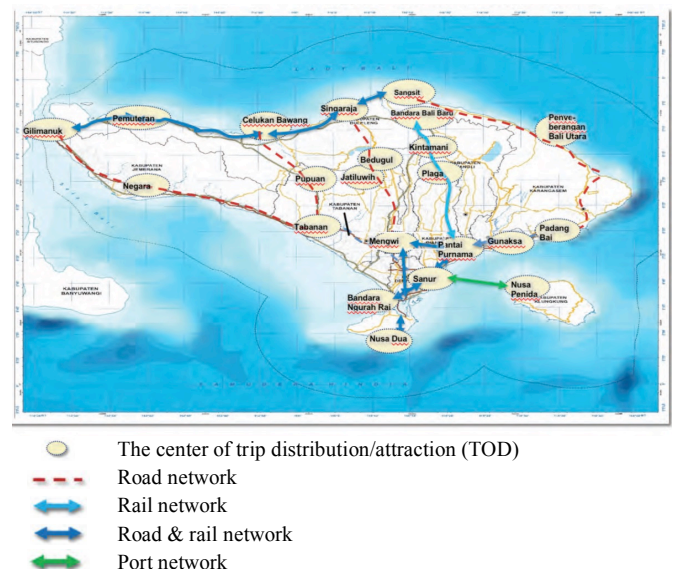 Sangsit
Singaraja
Bandara Bali Baru
Penye-
berangan
Bali Utara
Pemuteran
Celukan Bawang
Gilimanuk
Kintamani
Bedugul
Jatiluwih
Plaga
Pupuan
Negara
KABUPATEN
JEMBRANA
KABUPATEN
TABANAN
KABUPATEN
KARANGASEM
Tabanan
Mengwi
Pantai
Purnama
Gunaksa
Padang
Bai
Sanur
Nusa
Penida
KABUPATEN
KLUNGKUNG
KABUPATEN
BANYUWANGI
Bandara
Ngurah Rai
Nusa Dua
The center of trip distribution/attraction (TOD)
Road network
Rail network
Road & rail network
Port network